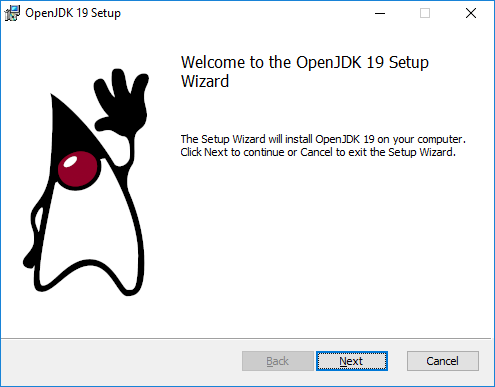 OpenJDK 19 Setup
Welcome to the OpenJDK 19 Setup
Wizard
The Setup Wizard will install OpenJDK 19 on your computer.
Click Next to continue or Cancel to exit the Setup Wizard.
Back Next Cancel